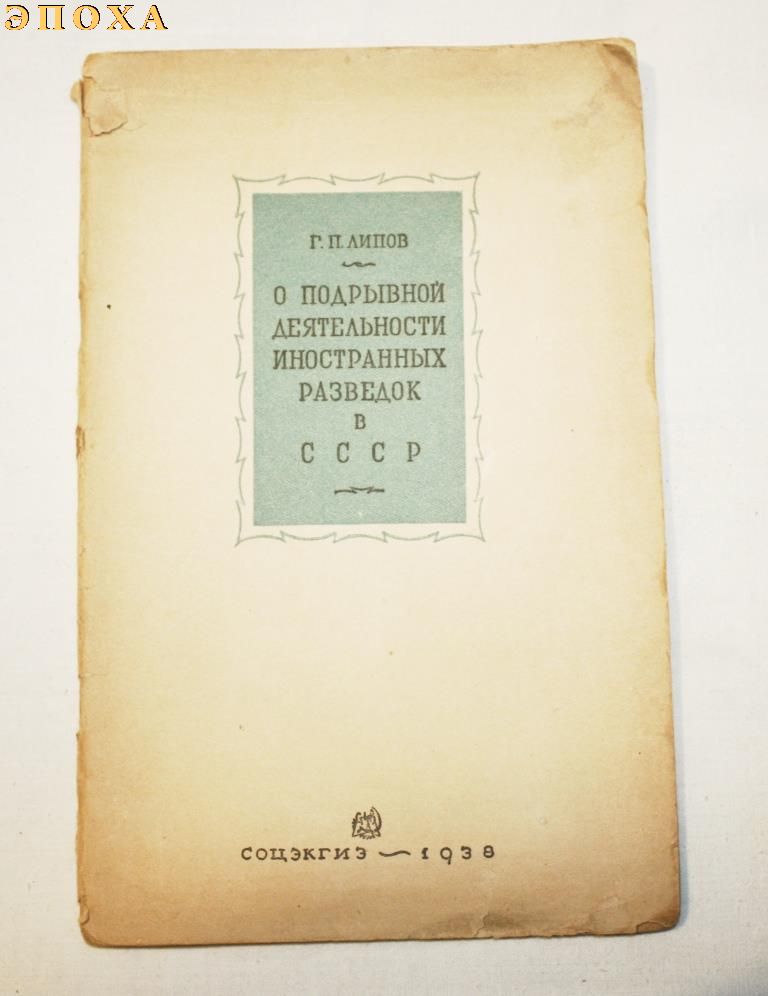 ЭПОХА
Г. П. ЛИПОВ
О ПОДРЫВНОЙ
ДЕЯТЕЛЬНОСТИ
ИНОСТРАННЫХ
РАЗВЕДОК
В
СССР
СОЦЭКГИЗ ~ 1938